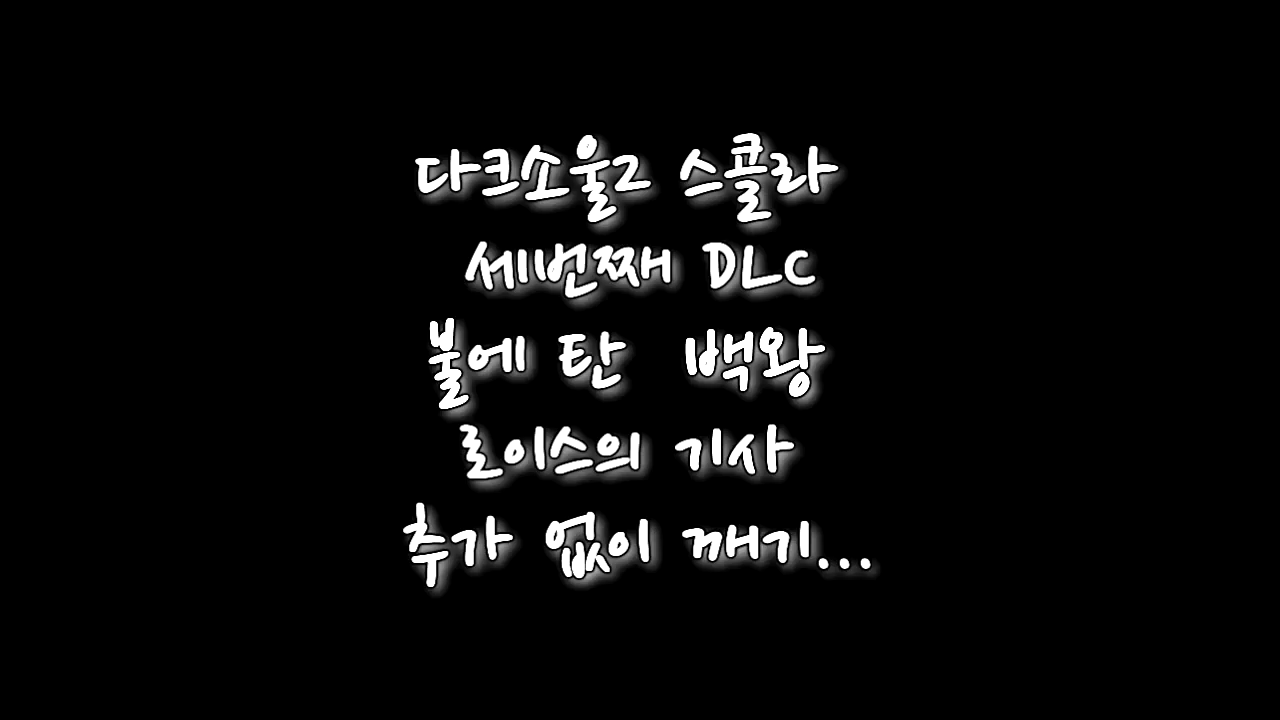 다크소울2 스콜라
세번째 DLC
불에 탄 백왕
로이스의 기사
추가 없이 깨기...